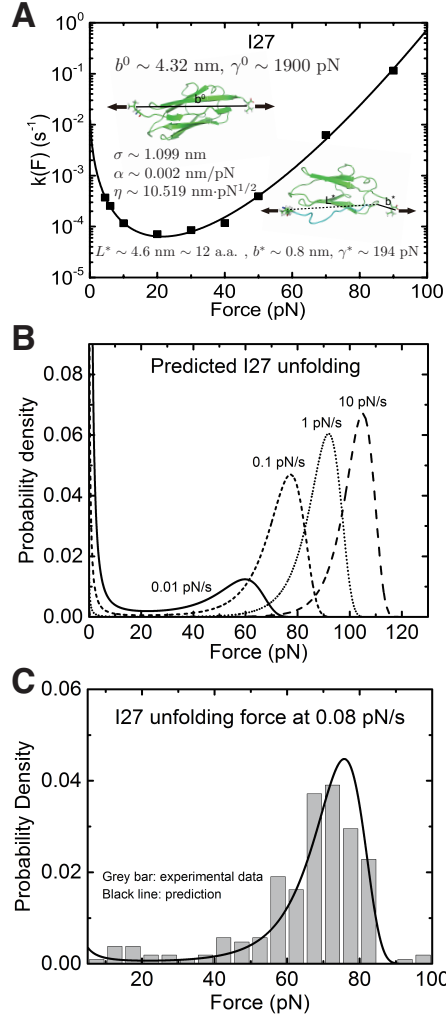 A
I27
b⁰ ~ 4.32 nm, γ⁰ ~ 1900 pN
b⁰
σ ~ 1.099 nm
α ~ 0.002 nm/pN
η ~ 10.519 nm·pN^1/2
L* b*
L* ~ 4.6 nm ~ 12 a.a. , b* ~ 0.8 nm, γ* ~ 194 pN
k(F) (s⁻¹)
10⁰
10⁻¹
10⁻²
10⁻³
10⁻⁴
10⁻⁵
0 20 40 60 80 100
Force (pN)
B
Predicted I27 unfolding
10 pN/s
1 pN/s
0.1 pN/s
0.01 pN/s
Probability density
0.08
0.06
0.04
0.02
0.00
0 20 40 60 80 100 120
Force (pN)
C
I27 unfolding force at 0.08 pN/s
Grey bar: experimental data
Black line: prediction
Probability Density
0.06
0.04
0.02
0.00
20 40 60 80 100
Force (pN)